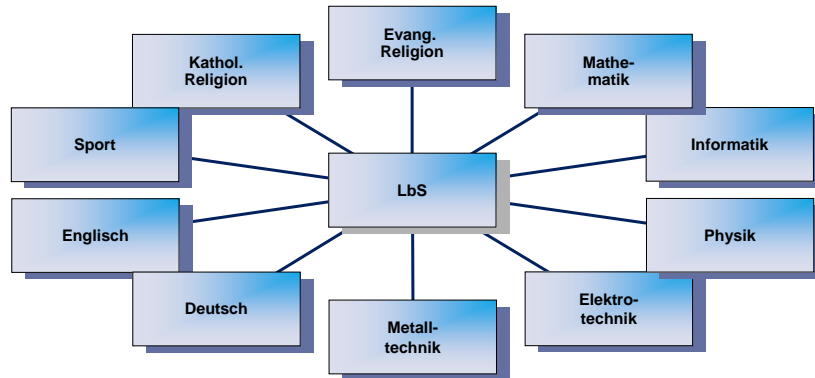 Evang.
Religion
Kathol.
Religion
Mathe-
matik
Sport
Informatik
LbS
Englisch
Physik
Deutsch
Elektro-
technik
Metall-
technik